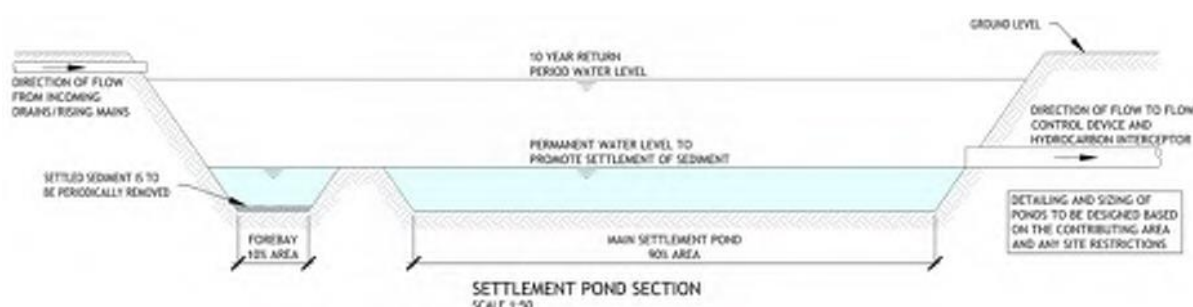 GROUND LEVEL
10 YEAR RETURN
PERIOD WATER LEVEL
DIRECTION OF FLOW
FROM INCOMING
DRAINS/RISING MAINS
DIRECTION OF FLOW TO FLOW
CONTROL DEVICE AND
HYDROCARBON INTERCEPTOR
PERMANENT WATER LEVEL TO
PROMOTE SETTLEMENT OF SEDIMENT
SETTLED SEDIMENT IS TO
BE PERIODICALLY REMOVED
DETAILING AND SIZING OF
PONDS TO BE DESIGNED BASED
ON THE CONTRIBUTING AREA
AND ANY SITE RESTRICTIONS
FOREBAY
10% AREA
MAIN SETTLEMENT POND
90% AREA
SETTLEMENT POND SECTION
SCALE 1:50